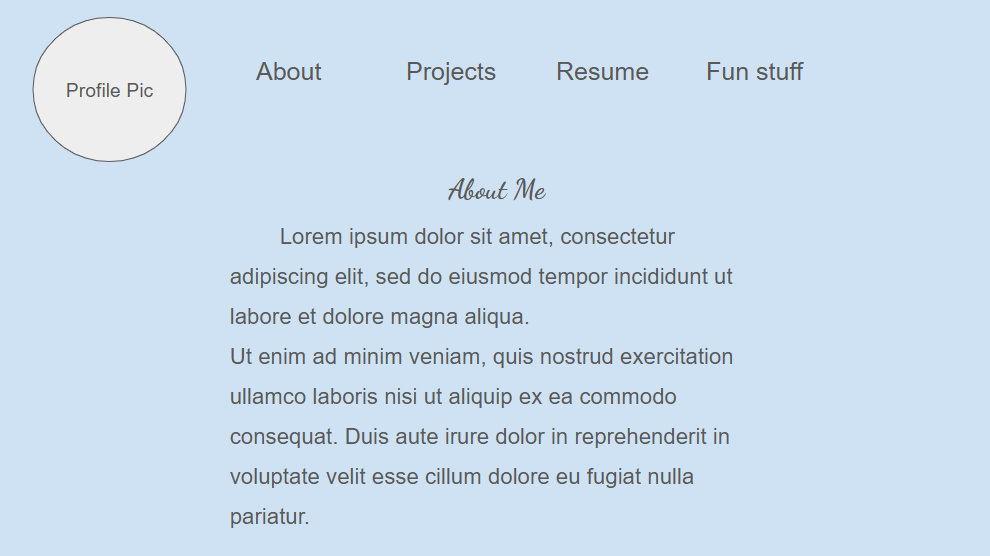 Profile Pic
About Projects Resume Fun stuff
About Me
Lorem ipsum dolor sit amet, consectetur
adipiscing elit, sed do eiusmod tempor incididunt ut
labore et dolore magna aliqua.
Ut enim ad minim veniam, quis nostrud exercitation
ullamco laboris nisi ut aliquip ex ea commodo
consequat. Duis aute irure dolor in reprehenderit in
voluptate velit esse cillum dolore eu fugiat nulla
pariatur.